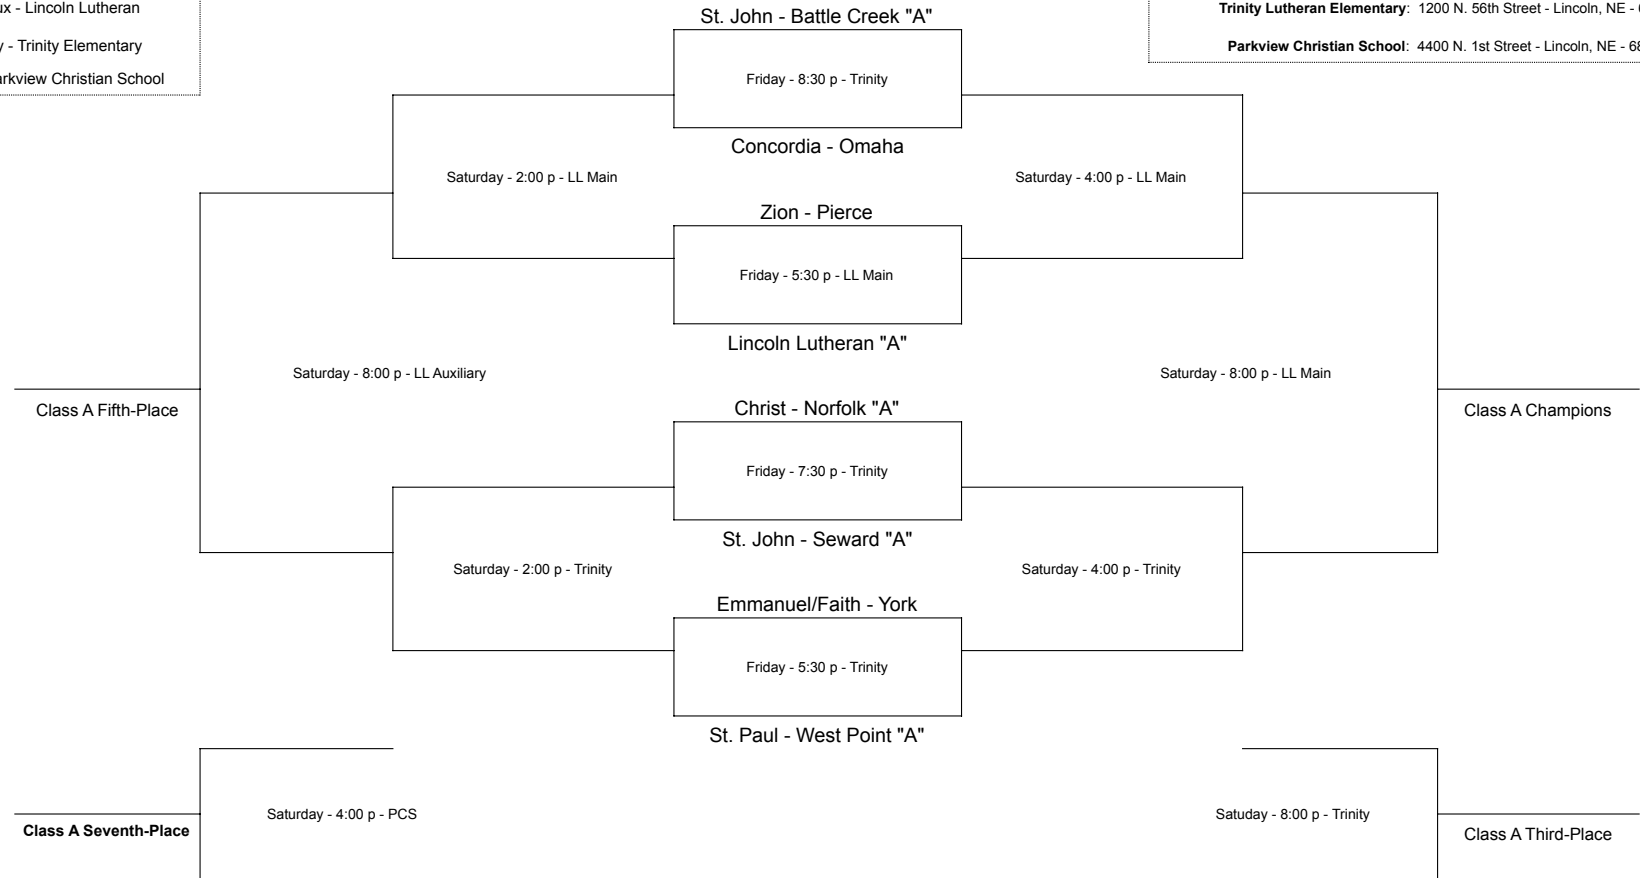 - Lincoln Lutheran
- Trinity Elementary
Parkview Christian School
Trinity Lutheran Elementary: 1200 N. 56th Street - Lincoln, NE -
Parkview Christian School: 4400 N. 1st Street - Lincoln, NE -
St. John - Battle Creek "A"
Friday - 8:30 p - Trinity
Concordia - Omaha
Saturday - 2:00 p - LL Main
Saturday - 4:00 p - LL Main
Zion - Pierce
Friday - 5:30 p - LL Main
Lincoln Lutheran "A"
Saturday - 8:00 p - LL Auxiliary
Saturday - 8:00 p - LL Main
Class A Fifth-Place
Christ - Norfolk "A"
Class A Champions
Friday - 7:30 p - Trinity
St. John - Seward "A"
Saturday - 2:00 p - Trinity
Saturday - 4:00 p - Trinity
Emmanuel/Faith - York
Friday - 5:30 p - Trinity
St. Paul - West Point "A"
Saturday - 4:00 p - PCS
Satuday - 8:00 p - Trinity
Class A Seventh-Place
Class A Third-Place